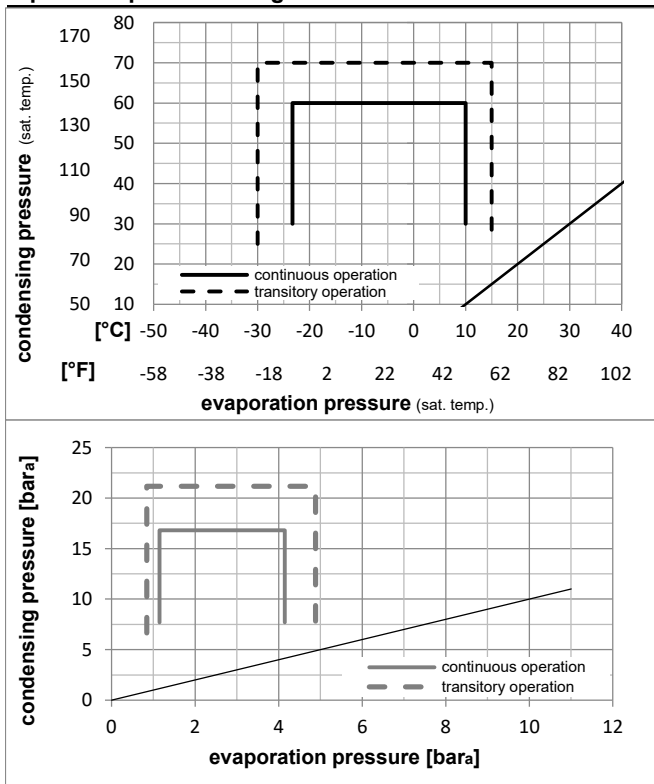 170 80
150 70
130 60
50
110 40
90 30
70 20
50 10
condensing pressure (sat. temp.)
continuous operation
transitory operation
[°C] -50 -40 -30 -20 -10 0 10 20 30 40
[°F] -58 -38 -18 2 22 42 62 82 102
evaporation pressure (sat. temp.)
25
20
15
10
5
0
condensing pressure [bara]
continuous operation
transitory operation
0 2 4 6 8 10 12
evaporation pressure [bara]